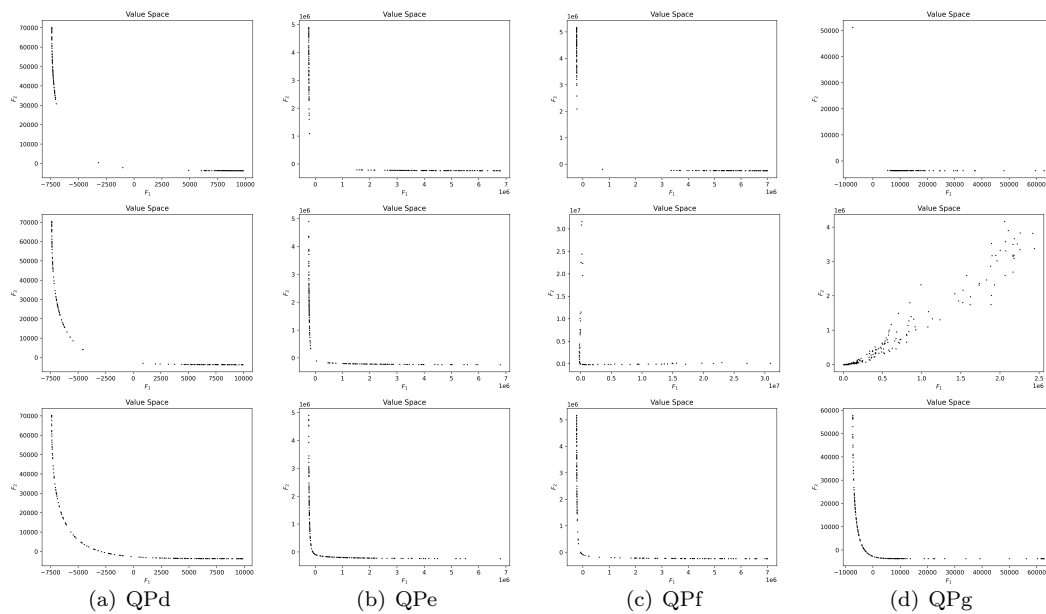 Value Space
70000
60000
50000
40000
30000
20000
10000
0
F₂
−7500 −5000 −2500 0 2500 5000 7500 10000
F₁
Value Space
1e6
5
4
3
2
1
0
F₂
0 1 2 3 4 5 6 7
F₁
1e6
Value Space
1e6
5
4
3
2
1
0
F₂
0 1 2 3 4 5 6 7
F₁
1e6
Value Space
50000
40000
30000
20000
10000
0
F₂
−10000 0 10000 20000 30000 40000 50000 60000
F₁
Value Space
70000
60000
50000
40000
30000
20000
10000
0
F₂
−7500 −5000 −2500 0 2500 5000 7500 10000
F₁
Value Space
1e6
5
4
3
2
1
0
F₂
0 1 2 3 4 5 6 7
F₁
1e6
Value Space
1e7
3.0
2.5
2.0
1.5
1.0
0.5
0.0
F₂
0.0 0.5 1.0 1.5 2.0 2.5 3.0
F₁
1e7
Value Space
1e6
4
3
2
1
0
F₂
0.0 0.5 1.0 1.5 2.0 2.5
F₁
1e6
Value Space
70000
60000
50000
40000
30000
20000
10000
0
F₂
−7500 −5000 −2500 0 2500 5000 7500 10000
F₁
Value Space
1e6
5
4
3
2
1
0
F₂
0 1 2 3 4 5 6 7
F₁
1e6
Value Space
1e6
5
4
3
2
1
0
F₂
0 1 2 3 4 5 6 7
F₁
1e6
Value Space
60000
50000
40000
30000
20000
10000
0
F₂
−10000 0 10000 20000 30000 40000 50000 60000
F₁
(a) QPd
(b) QPe
(c) QPf
(d) QPg